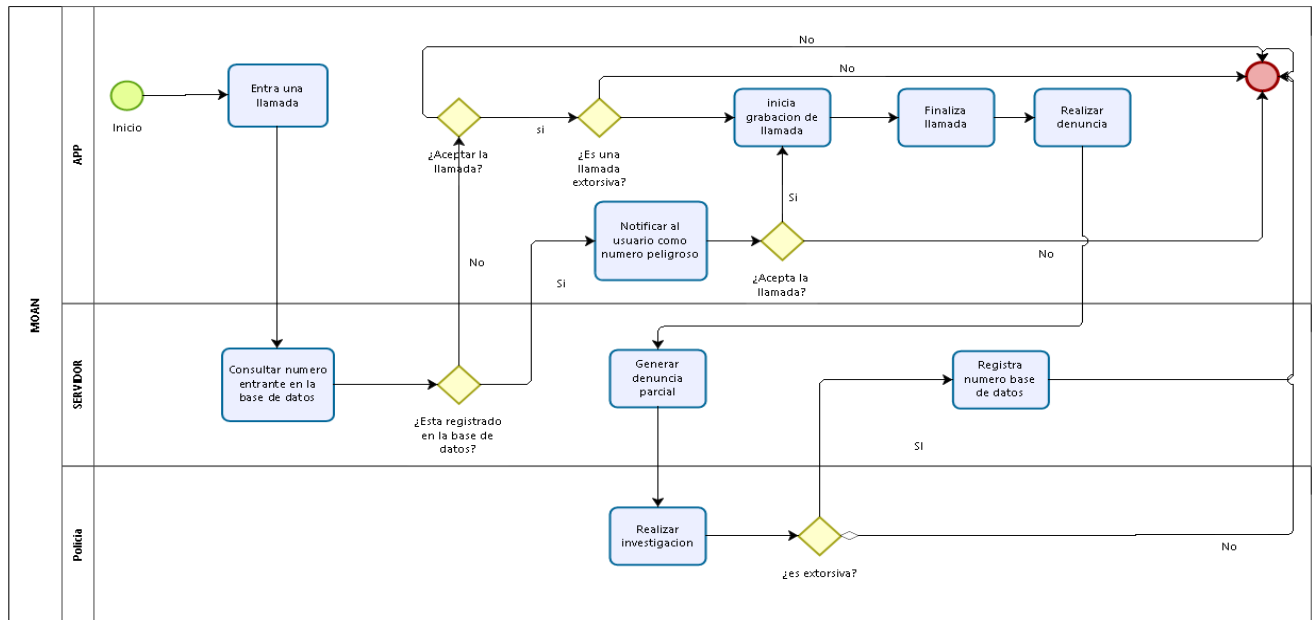 MOAN
APP
Inicio
Entra una
llamada
¿Aceptar la
llamada?
No
si
¿Es una
llamada
extorsiva?
No
inicia
grabacion de
llamada
Finaliza
llamada
Realizar
denuncia
No
Si
Notificar al
usuario como
numero peligroso
Si
¿Acepta la
llamada?
No
SERVIDOR
Consultar numero
entrante en la
base de datos
¿Esta registrado
en la base de
datos?
Generar
denuncia
parcial
Registra
numero base
de datos
SI
Policia
Realizar
investigacion
¿es extorsiva?
No